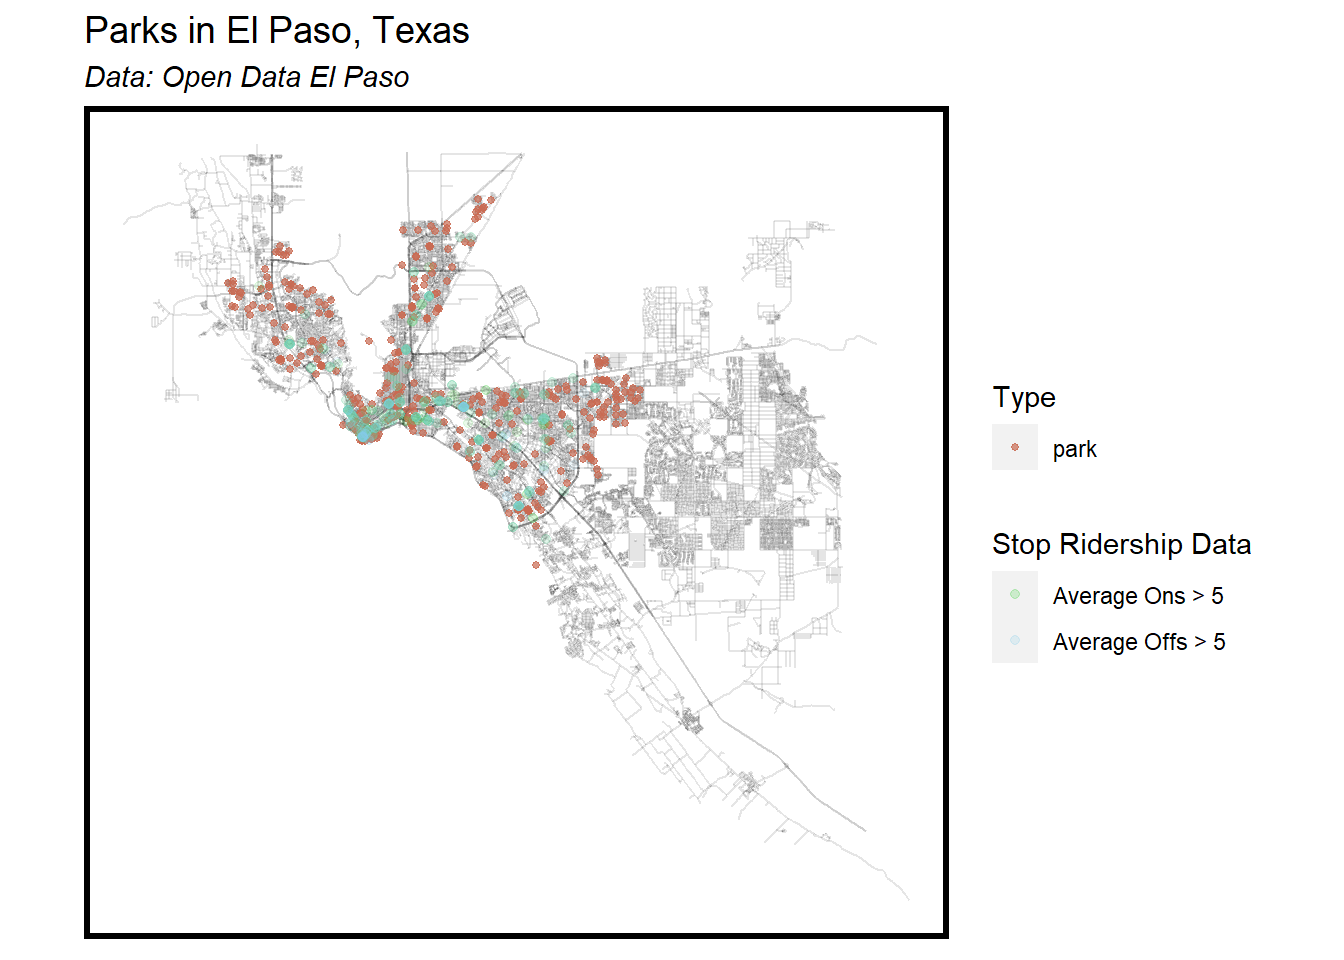 Parks in El Paso, Texas
Data: Open Data El Paso
Type
park
Stop Ridership Data
Average Ons > 5
Average Offs > 5